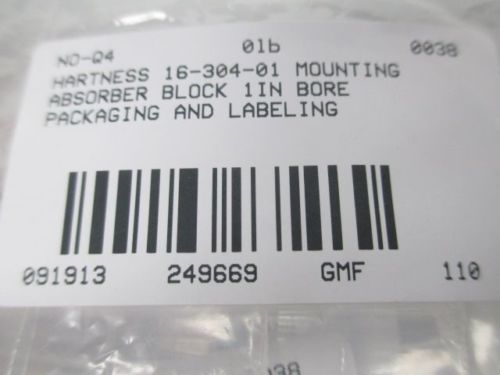 NO-Q4 01b 0038
HARTNESS 16-304-01 MOUNTING
ABSORBER BLOCK 1IN BORE
PACKAGING AND LABELING
091913 249669 GMF 110